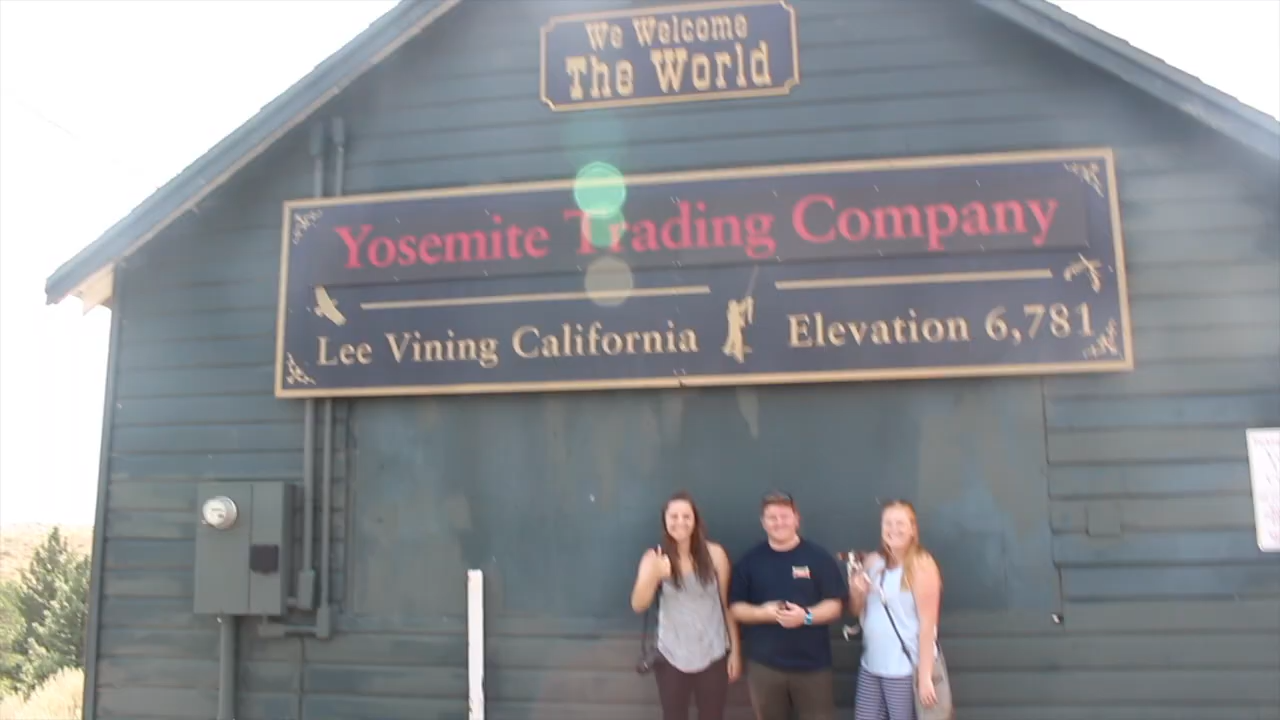 We Welcome
The World
Yosemite Trading Company
Lee Vining California
Elevation 6,781